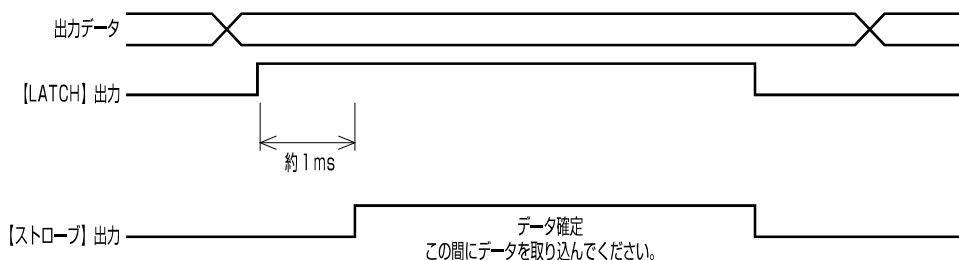 出力データ
【LATCH】出力
約1ms
【ストローブ】出力
データ確定
この間にデータを取り込んでください。